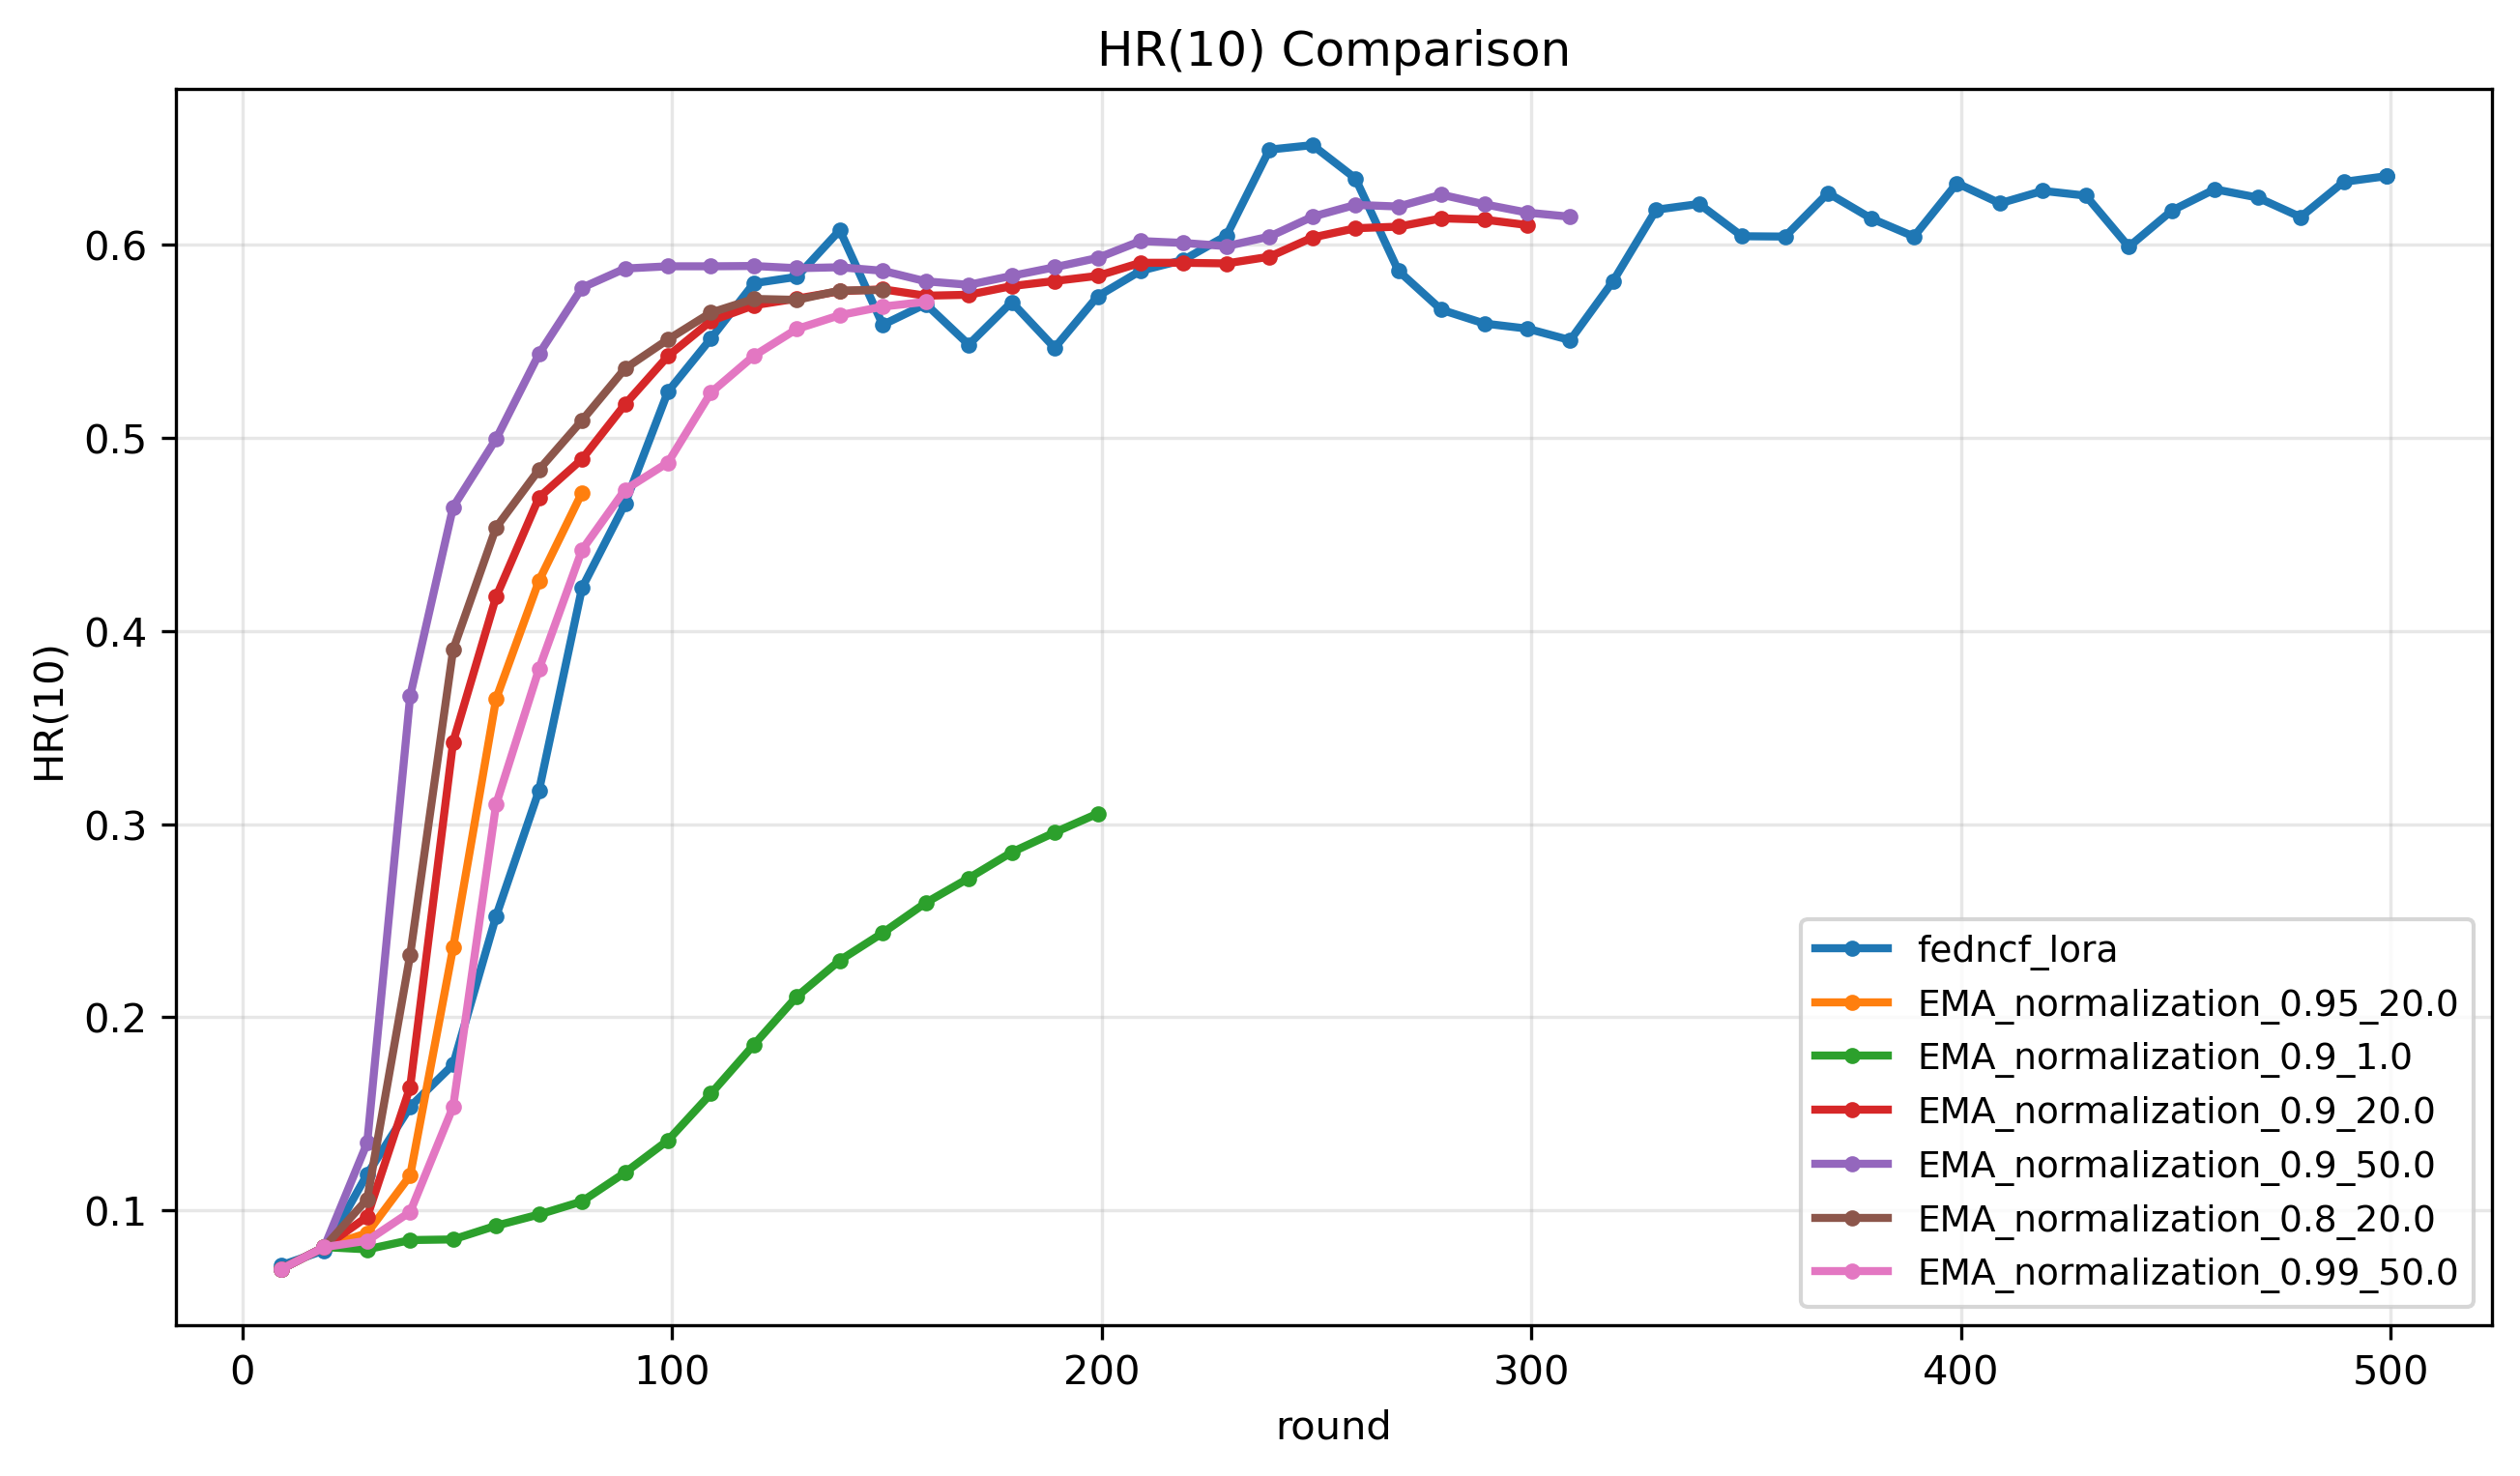 HR(10) Comparison
HR(10)
0.6
0.5
0.4
0.3
0.2
0.1
0
100
200
300
400
500
round
fedncf_lora
EMA_normalization_0.95_20.0
EMA_normalization_0.9_1.0
EMA_normalization_0.9_20.0
EMA_normalization_0.9_50.0
EMA_normalization_0.8_20.0
EMA_normalization_0.99_50.0